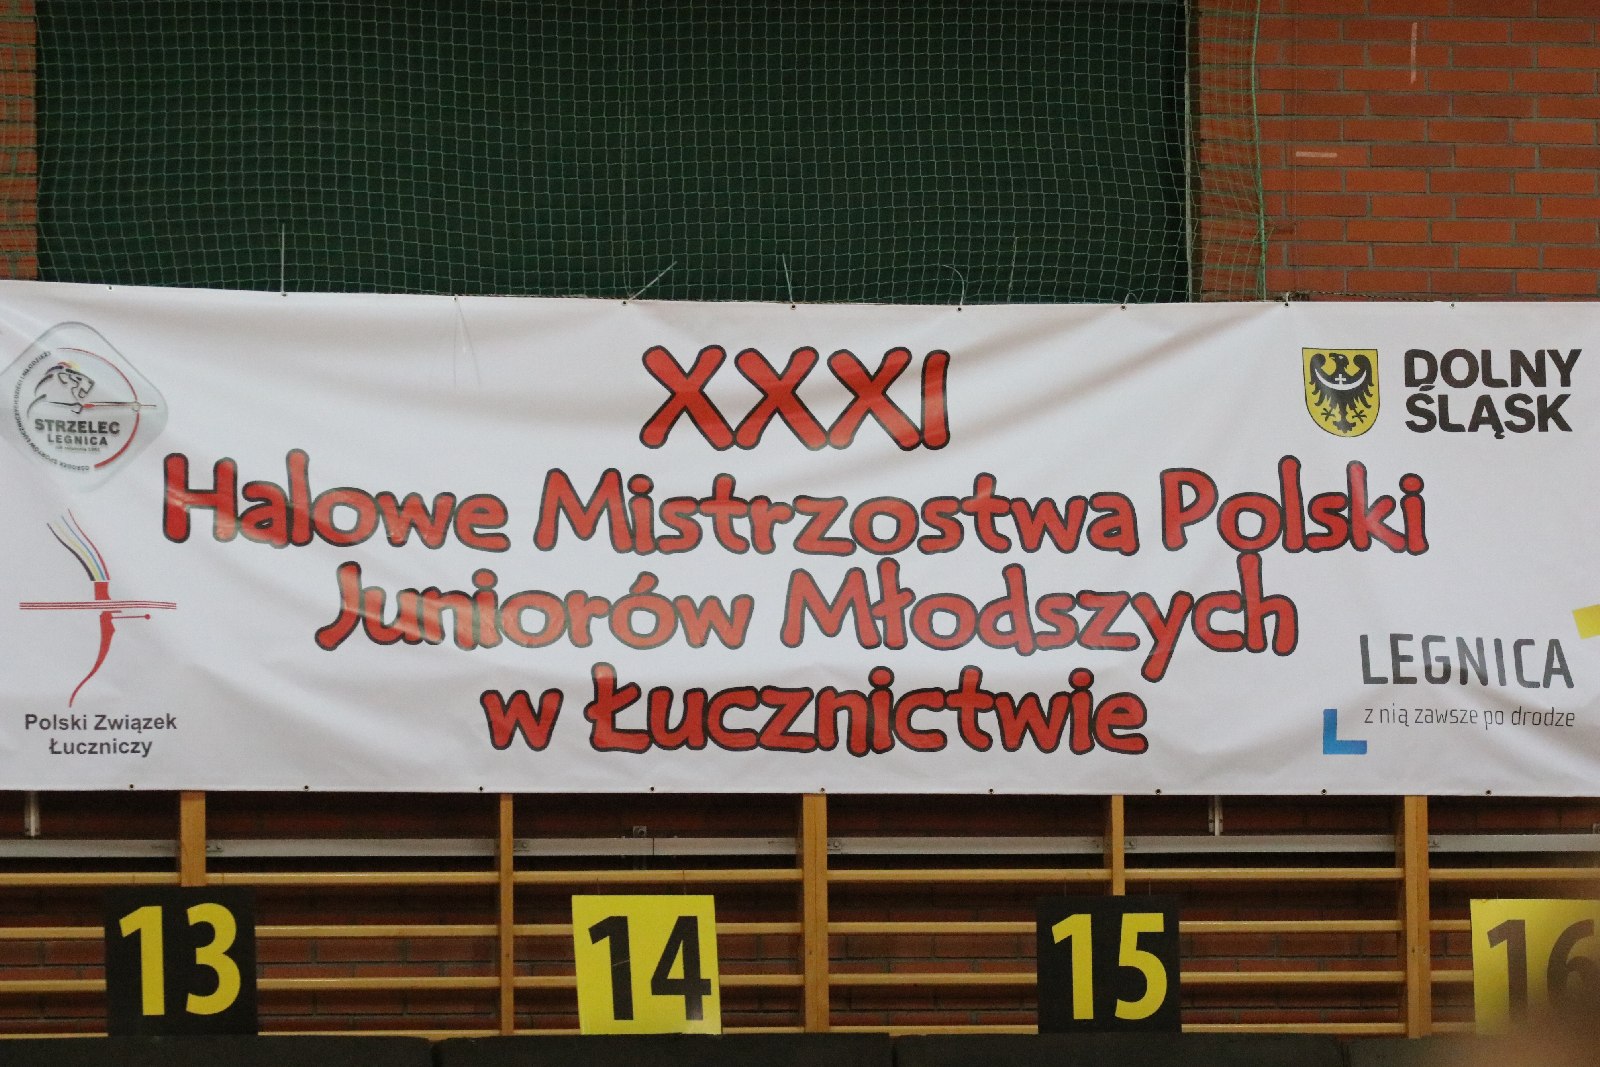 XXXI
Halowe Mistrzostwa Polski
Juniorów Młodszych
w Łucznictwie
STRZELEC
LEGNICA
Polski Związek
Łuczniczy
DOLNY
ŚLĄSK
LEGNICA
z nią zawsze po drodze
13
14
15
16